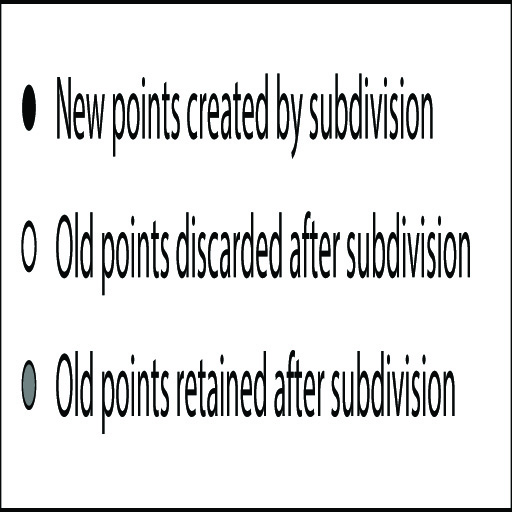 New points created by subdivision
Old points discarded after subdivision
Old points retained after subdivision